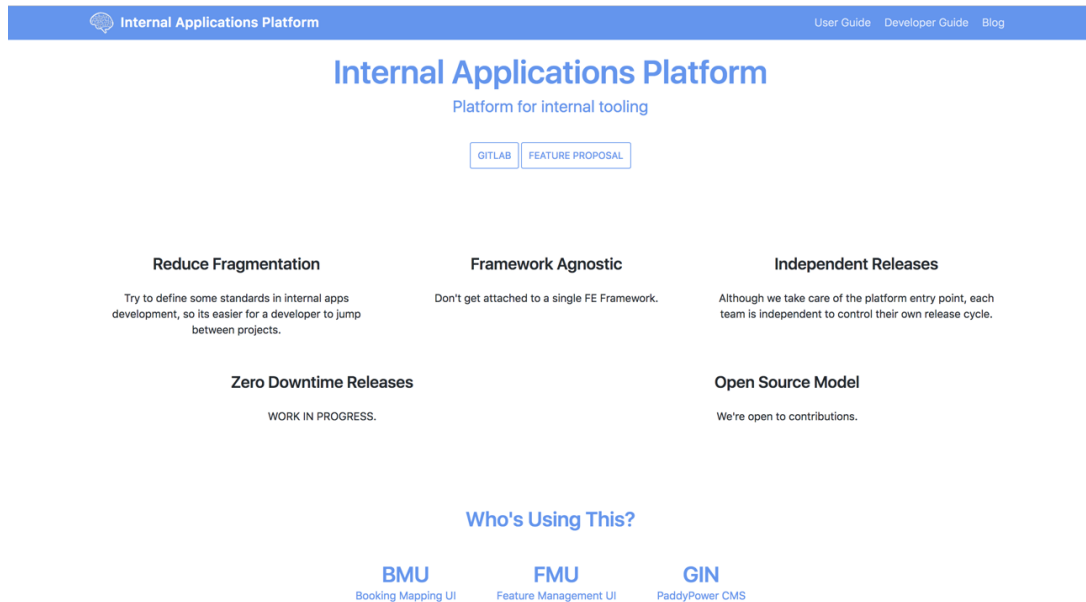 Internal Applications Platform
User Guide Developer Guide Blog
Internal Applications Platform
Platform for internal tooling
GITLAB FEATURE PROPOSAL
Reduce Fragmentation
Try to define some standards in internal apps
development, so its easier for a developer to jump
between projects.
Framework Agnostic
Don't get attached to a single FE Framework.
Independent Releases
Although we take care of the platform entry point, each
team is independent to control their own release cycle.
Zero Downtime Releases
WORK IN PROGRESS.
Open Source Model
We're open to contributions.
Who's Using This?
BMU
Booking Mapping UI
FMU
Feature Management UI
GIN
PaddyPower CMS